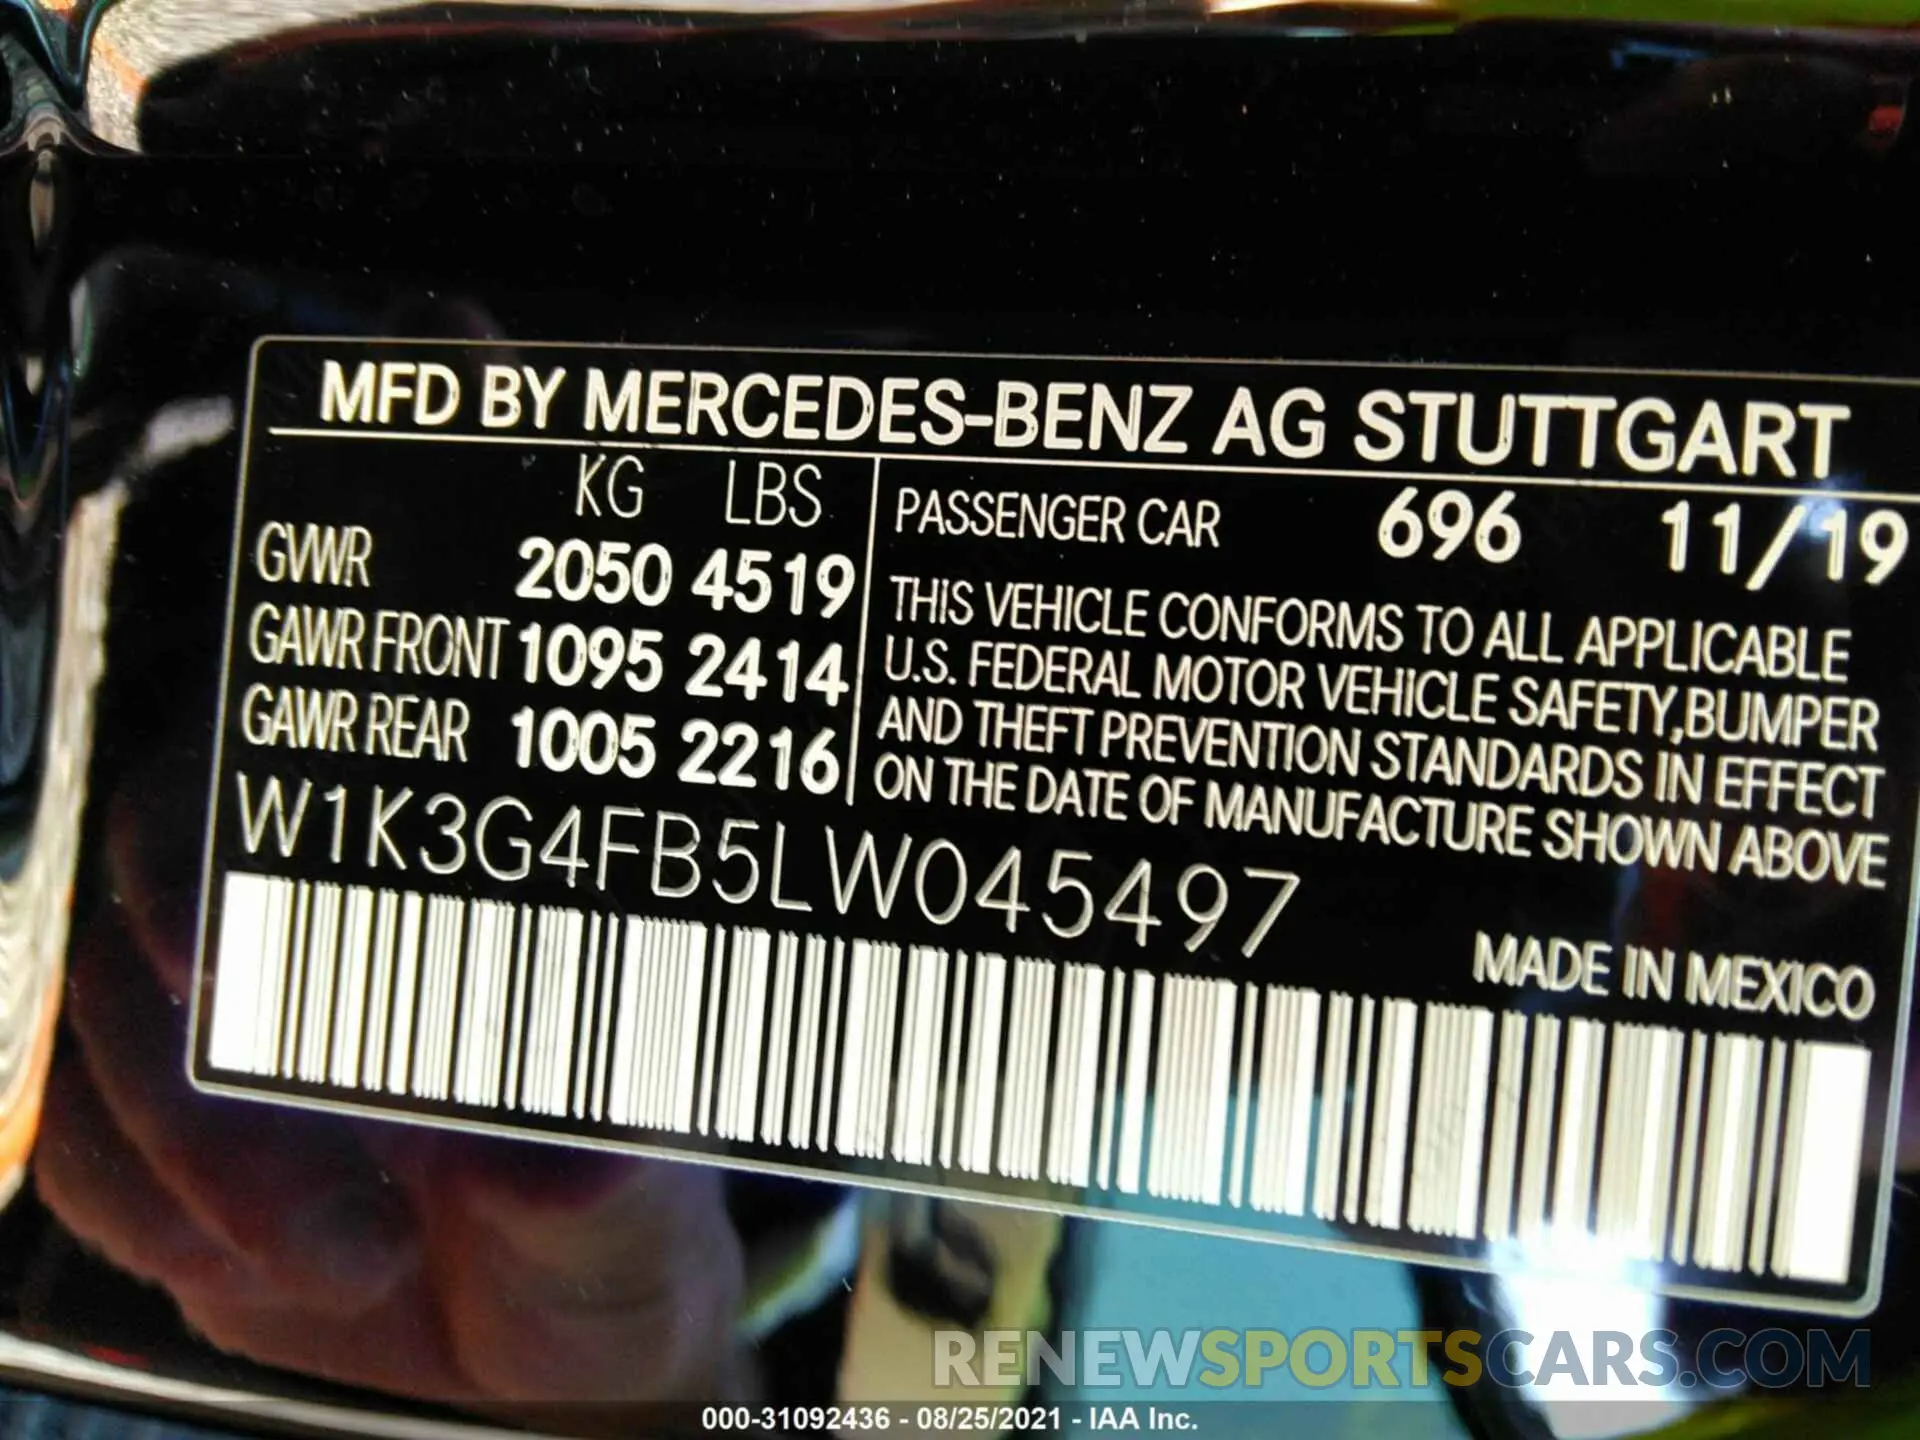 MFD BY MERCEDES-BENZ AG STUTTGART
KG LBS
GVWR 2050 4519
GAWR FRONT 1095 2414
GAWR REAR 1005 2216
PASSENGER CAR 696 11/19
THIS VEHICLE CONFORMS TO ALL APPLICABLE
U.S. FEDERAL MOTOR VEHICLE SAFETY,BUMPER
AND THEFT PREVENTION STANDARDS IN EFFECT
ON THE DATE OF MANUFACTURE SHOWN ABOVE
W1K3G4FB5LW045497
MADE IN MEXICO
RENEWSPORTSCARS.COM
000-31092436 - 08/25/2021 - IAA Inc.